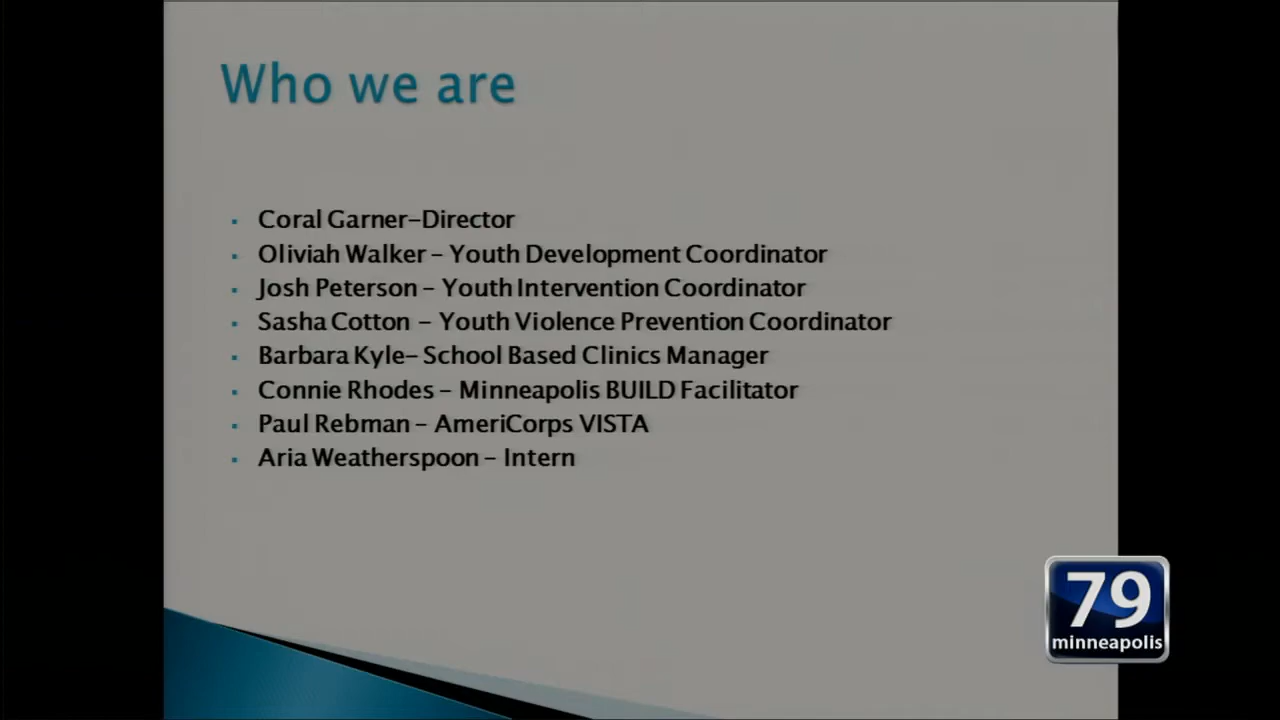 Who we are
Coral Garner-Director
Oliviah Walker - Youth Development Coordinator
Josh Peterson - Youth Intervention Coordinator
Sasha Cotton - Youth Violence Prevention Coordinator
Barbara Kyle- School Based Clinics Manager
Connie Rhodes - Minneapolis BUILD Facilitator
Paul Rebman - AmeriCorps VISTA
Aria Weatherspoon - Intern
79
minneapolis